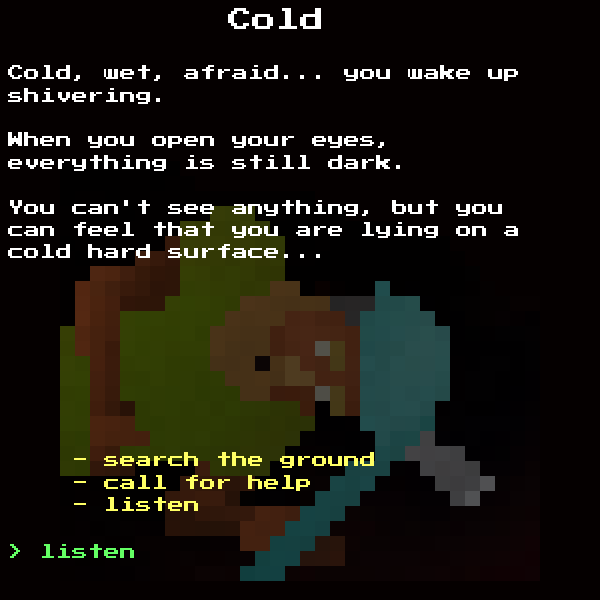 Cold
Cold, wet, afraid... you wake up
shivering.
When you open your eyes,
everything is still dark.
You can't see anything, but you
can feel that you are lying on a
cold hard surface...
- search the ground
- call for help
- listen
> listen